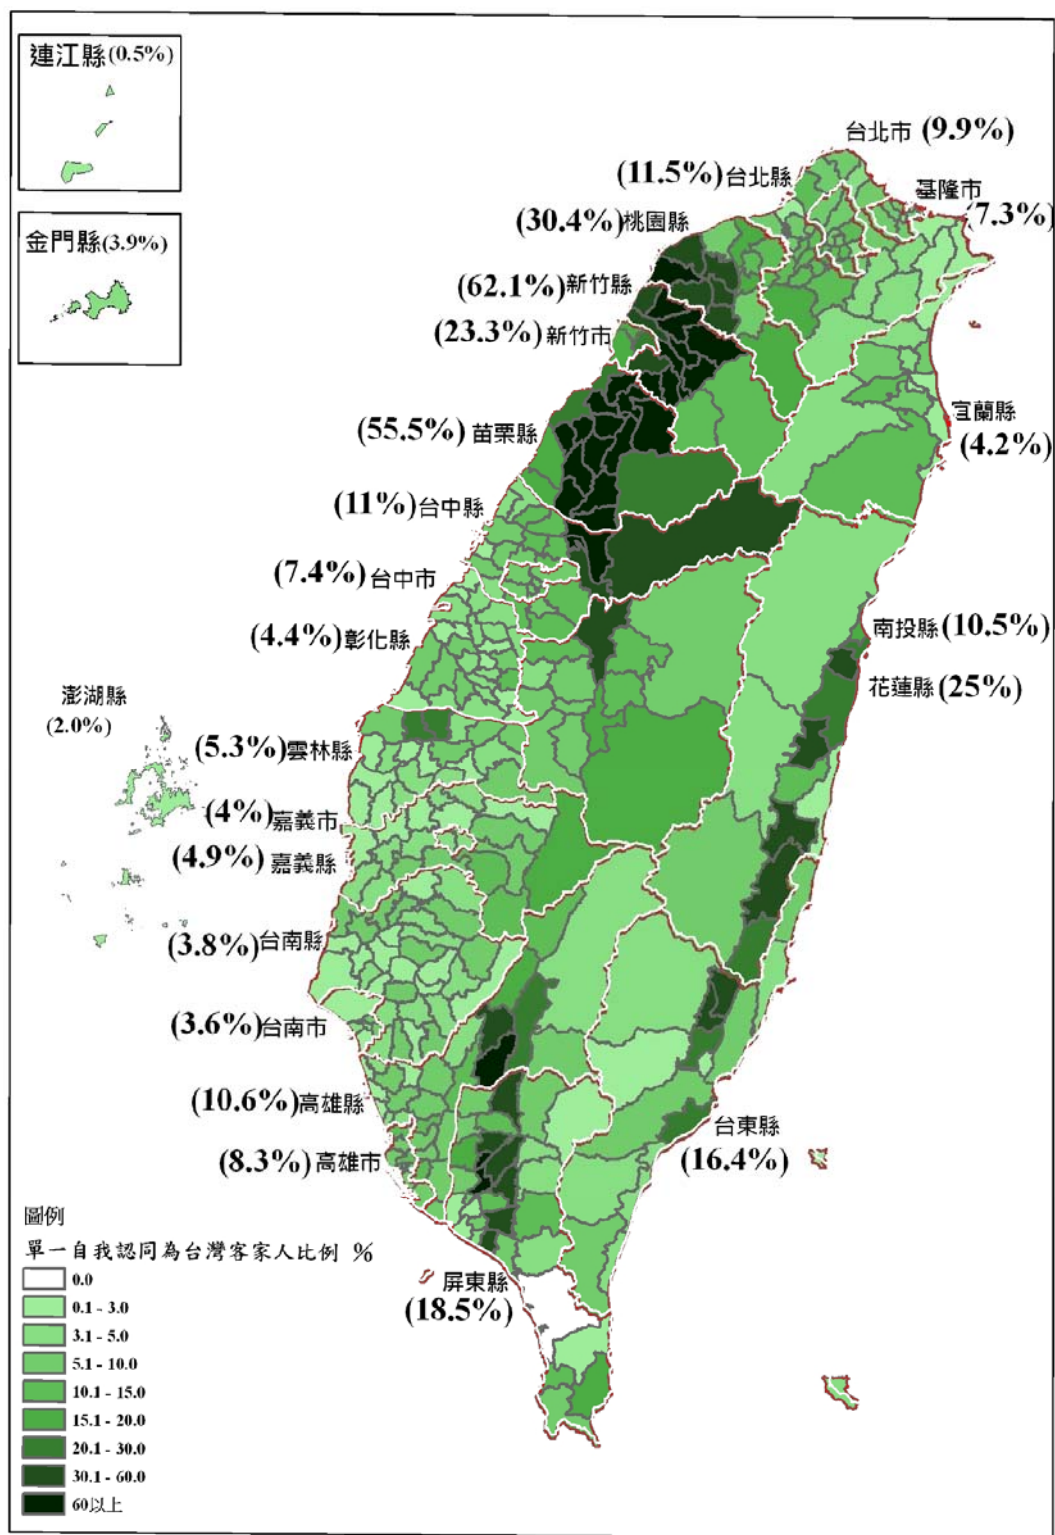 連江縣(0.5%)
金門縣(3.9%)
台北市 (9.9%)
(11.5%)台北縣
基隆市
(7.3%)
(30.4%)桃園縣
(62.1%)新竹縣
(23.3%)新竹市
宜蘭縣
(4.2%)
(55.5%) 苗栗縣
(11%)台中縣
(7.4%)台中市
(4.4%)彰化縣
南投縣(10.5%)
花蓮縣(25%)
澎湖縣
(2.0%)
(5.3%)雲林縣
(4%)嘉義市
(4.9%) 嘉義縣
(3.8%)台南縣
(3.6%)台南市
(10.6%)高雄縣
台東縣
(16.4%)
(8.3%)高雄市
屏東縣
(18.5%)
圖例
單一自我認同為台灣客家人比例 %
0.0
0.1 - 3.0
3.1 - 5.0
5.1 - 10.0
10.1 - 15.0
15.1 - 20.0
20.1 - 30.0
30.1 - 60.0
60以上